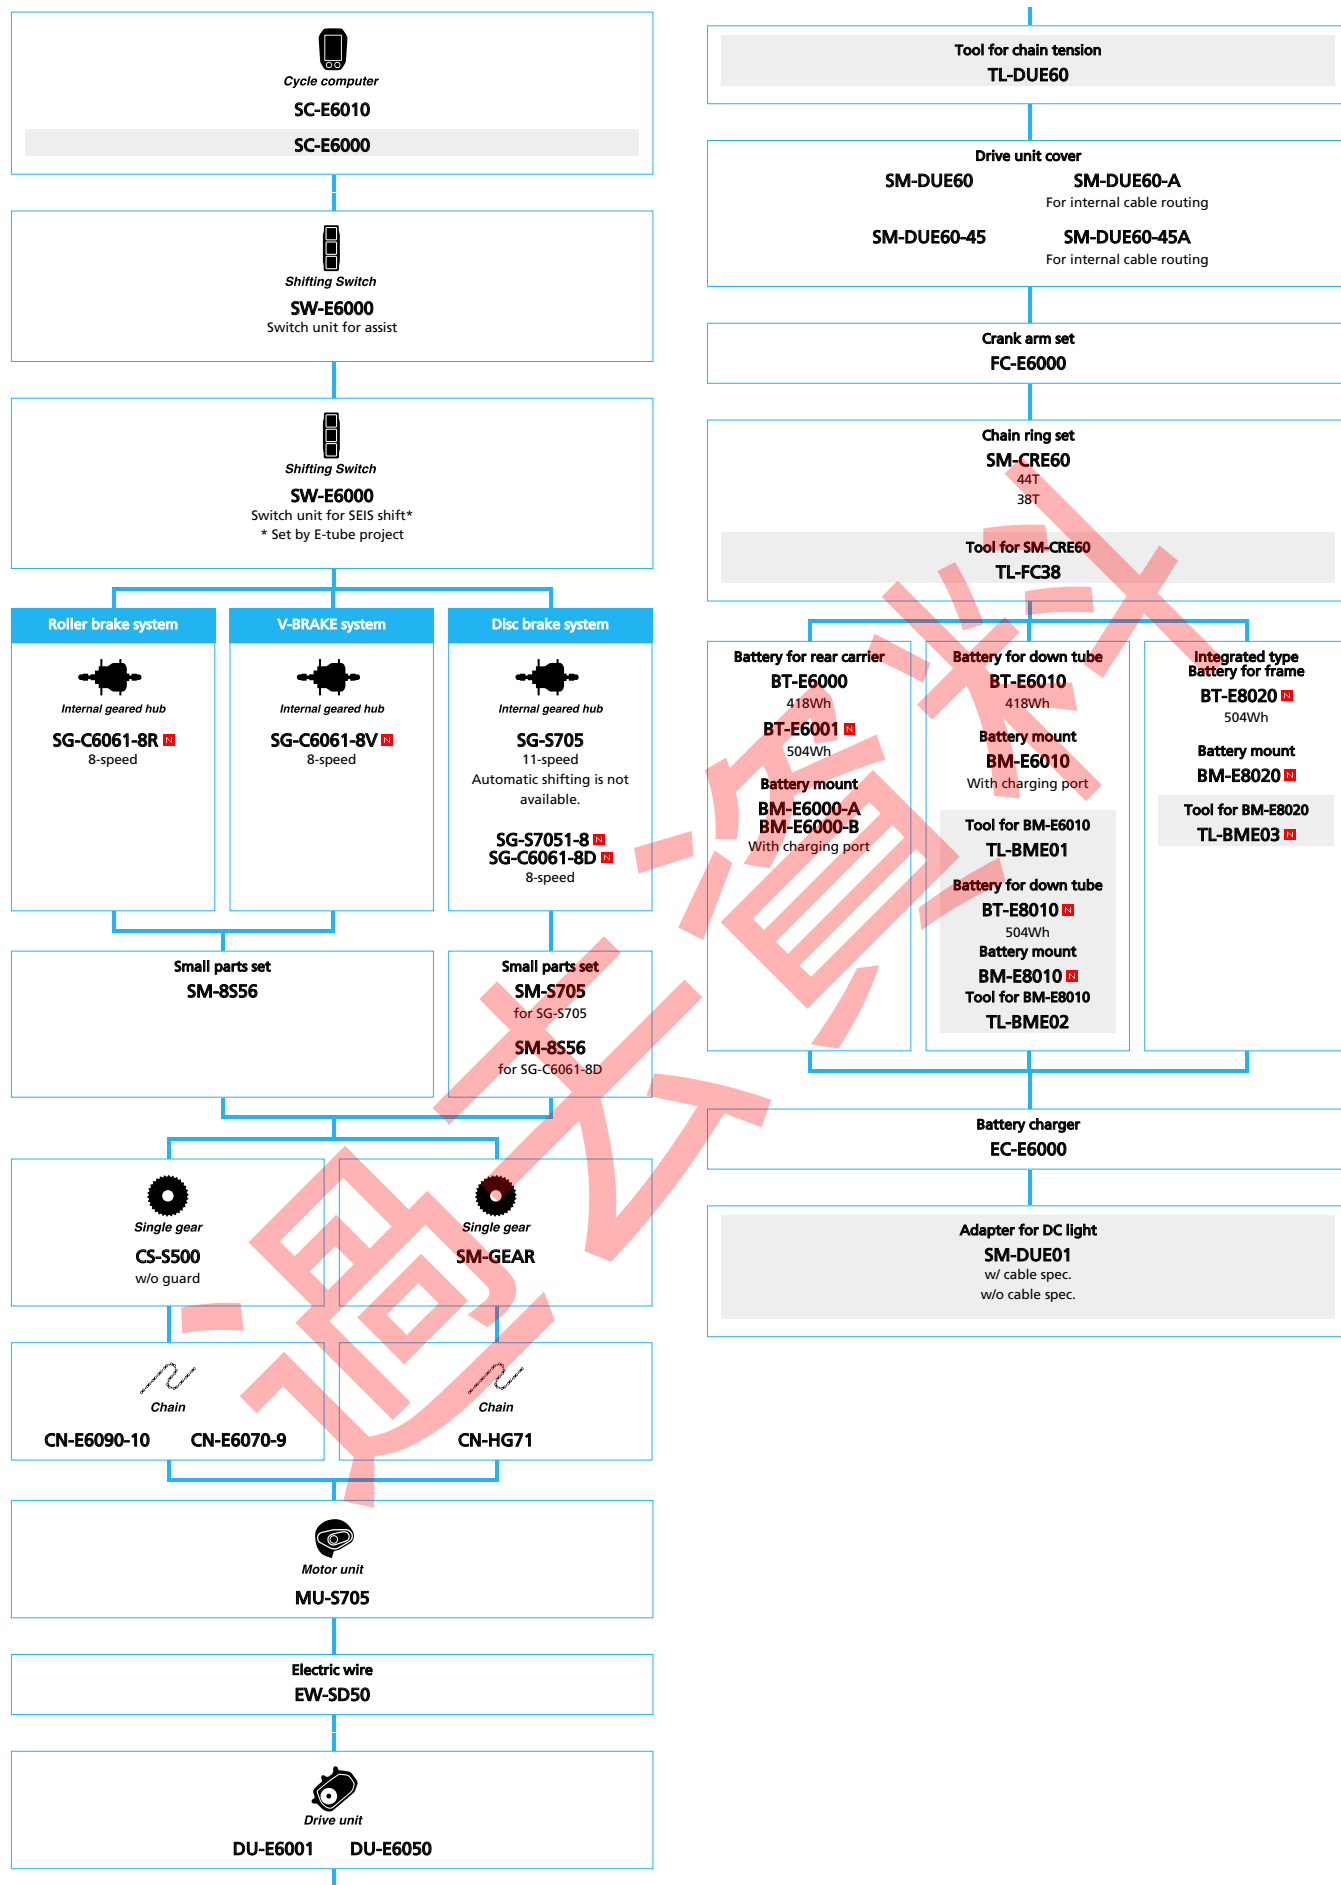 Cycle computer
SC-E6010
SC-E6000
Shifting Switch
SW-E6000
Switch unit for assist
Shifting Switch
SW-E6000
Switch unit for SEIS shift*
* Set by E-tube project
Roller brake system
Internal geared hub
SG-C6061-8R N
8-speed
V-BRAKE system
Internal geared hub
SG-C6061-8V N
8-speed
Disc brake system
Internal geared hub
SG-S705
11-speed
Automatic shifting is not
available.
SG-S7051-8 N
SG-C6061-8D N
8-speed
Small parts set
SM-8S56
Small parts set
SM-S705
for SG-S705
SM-8S56
for SG-C6061-8D
Single gear
CS-S500
w/o guard
Single gear
SM-GEAR
Chain
CN-E6090-10 CN-E6070-9
Chain
CN-HG71
Motor unit
MU-S705
Electric wire
EW-SD50
Drive unit
DU-E6001 DU-E6050
Tool for chain tension
TL-DUE60
Drive unit cover
SM-DUE60 SM-DUE60-A
For internal cable routing
SM-DUE60-45 SM-DUE60-45A
For internal cable routing
Crank arm set
FC-E6000
Chain ring set
SM-CRE60
44T
38T
Tool for SM-CRE60
TL-FC38
Battery for rear carrier
BT-E6000
418Wh
BT-E6001 N
504Wh
Battery mount
BM-E6000-A
BM-E6000-B
With charging port
Battery for down tube
BT-E6010
418Wh
Battery mount
BM-E6010
With charging port
Tool for BM-E6010
TL-BME01
Battery for down tube
BT-E8010 N
504Wh
Battery mount
BM-E8010 N
Tool for BM-E8010
TL-BME02
Integrated type
Battery for frame
BT-E8020 N
504Wh
Battery mount
BM-E8020 N
Tool for BM-E8020
TL-BME03 N
Battery charger
EC-E6000
Adapter for DC light
SM-DUE01
w/ cable spec.
w/o cable spec.
過去資料